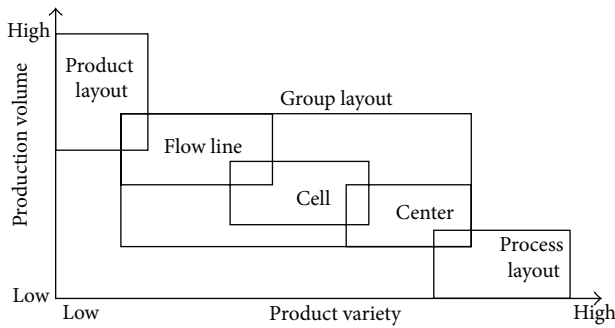 High
Production volume
Product
layout
Group layout
Flow line
Cell
Center
Process
layout
Low
Low
Product variety
High